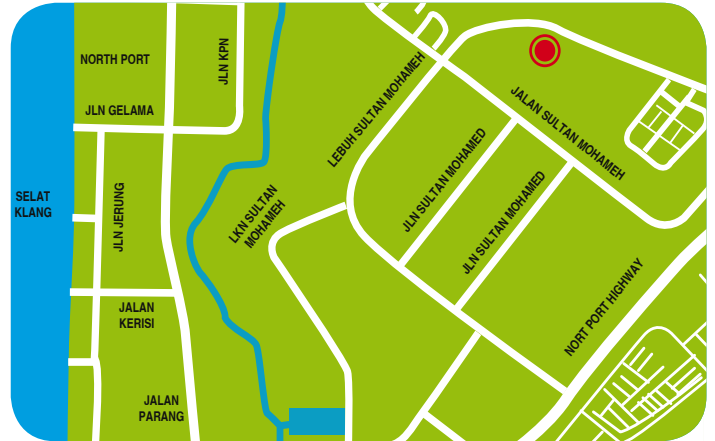 NORTH PORT
JLN KPN
JLN GELAMA
LEBUH SULTAN MOHAMEH
JALAN SULTAN MOHAMEH
SELAT
KLANG
JLN JERUNG
LKN SULTAN
MOHAMEH
JLN SULTAN MOHAMED
JLN SULTAN MOHAMED
NORT PORT HIGHWAY
JALAN
KERISI
JALAN
PARANG